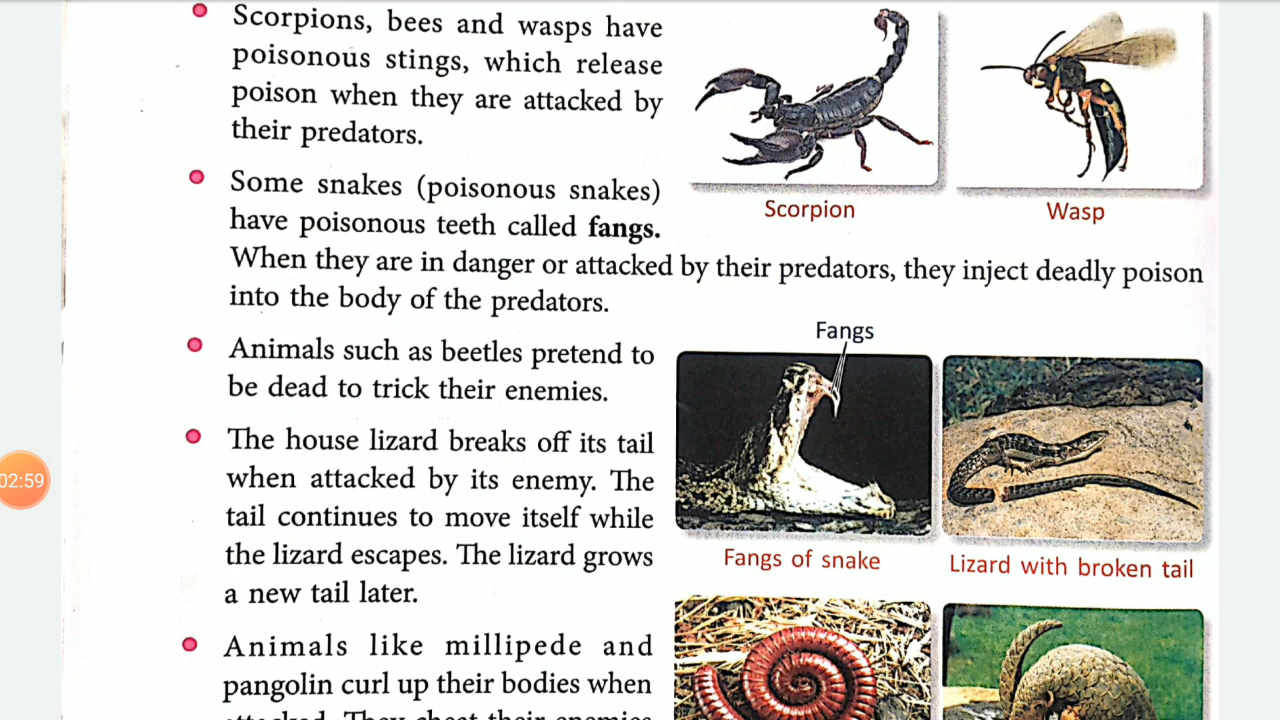 Scorpions, bees and wasps have
poisonous stings, which release
poison when they are attacked by
their predators.
Scorpion
Wasp
Some snakes (poisonous snakes)
have poisonous teeth called fangs.
When they are in danger or attacked by their predators, they inject deadly poison
into the body of the predators.
Fangs
Animals such as beetles pretend to
be dead to trick their enemies.
The house lizard breaks off its tail
when attacked by its enemy. The
tail continues to move itself while
the lizard escapes. The lizard grows
a new tail later.
Fangs of snake
Lizard with broken tail
Animals like millipede and
pangolin curl up their bodies when
attacked. They cheat their enemies
02:59